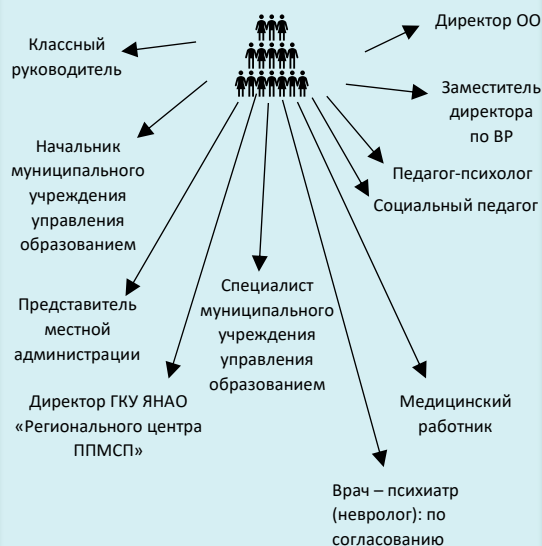 Директор ОО
Классный
руководитель
Заместитель
директора
по ВР
Начальник
муниципального
учреждения
управления
образованием
Педагог-психолог
Социальный педагог
Представитель
местной
администрации
Специалист
муниципального
учреждения
управления
образованием
Директор ГКУ ЯНАО
«Регионального центра
ППМСП»
Медицинский
работник
Врач – психиатр
(невролог): по
согласованию